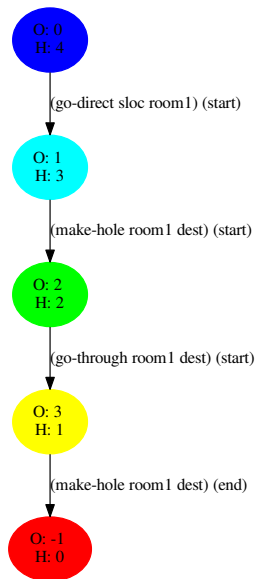 O: 0
H: 4
(go-direct sloc room1) (start)
O: 1
H: 3
(make-hole room1 dest) (start)
O: 2
H: 2
(go-through room1 dest) (start)
O: 3
H: 1
(make-hole room1 dest) (end)
O: -1
H: 0